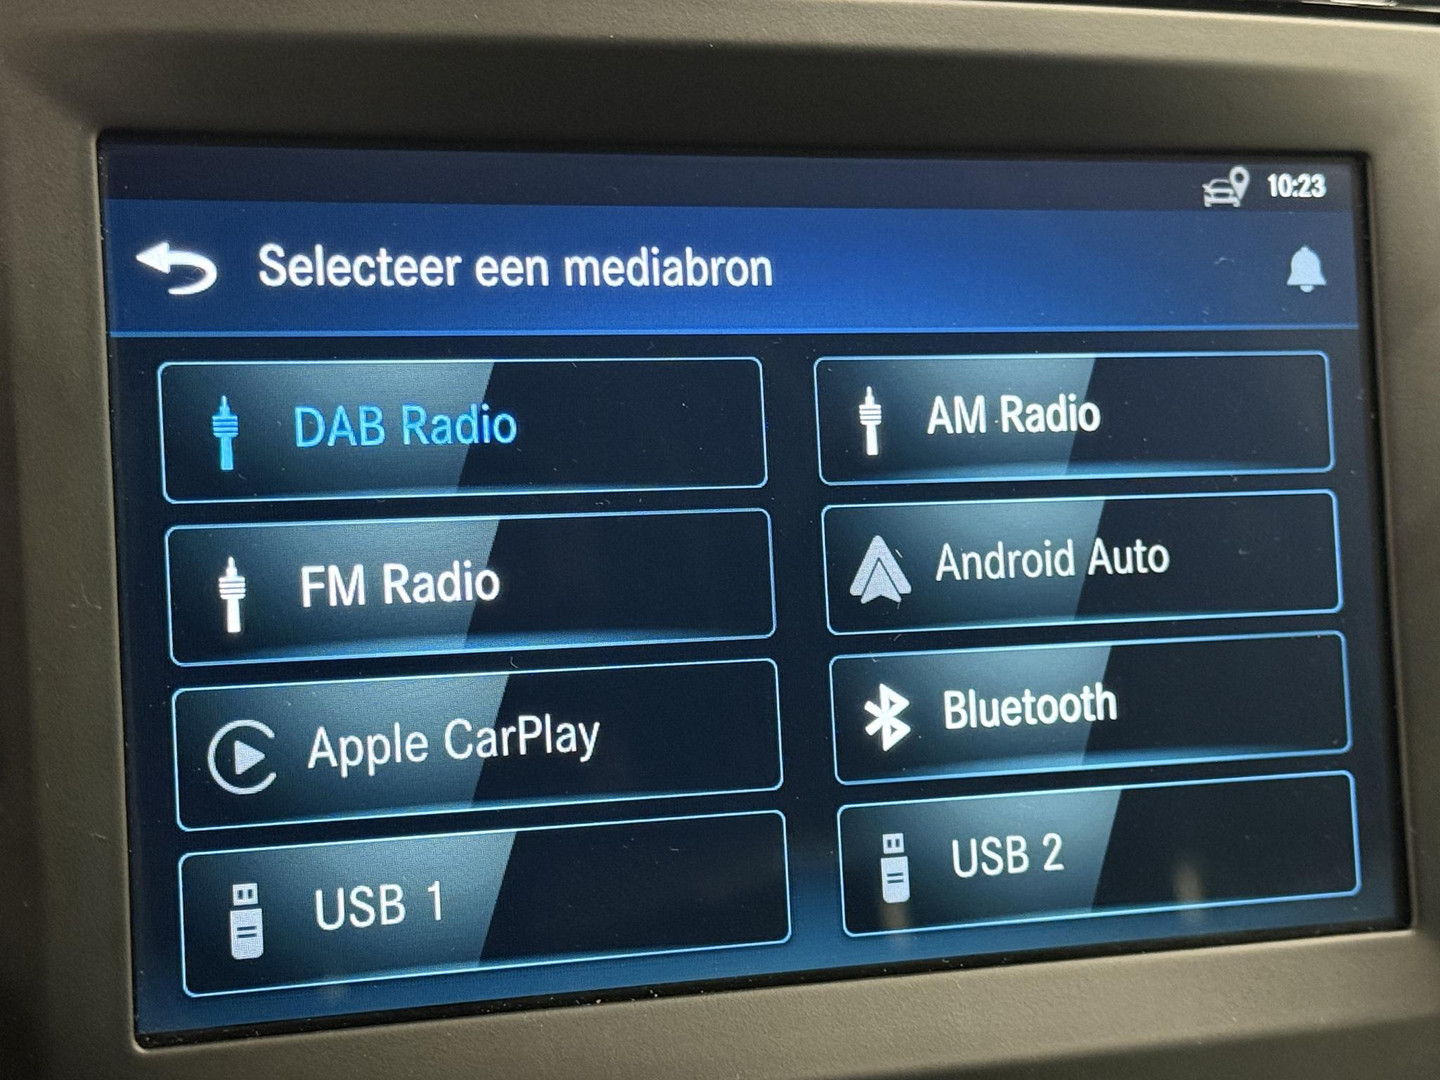 10:23
Selecteer een mediabron
DAB Radio
AM Radio
FM Radio
Android Auto
Apple CarPlay
Bluetooth
USB 1
USB 2